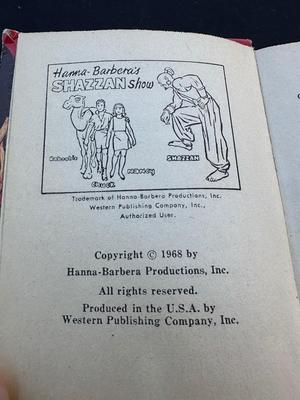 Hanna-Barbera's
SHAZZAN Show
Kaboobie
Chuck
Nancy
SHAZZAN
Trademark of Hanna-Barbera Productions, Inc.
Western Publishing Company, Inc.,
Authorized User.
Copyright © 1968 by
Hanna-Barbera Productions, Inc.
All rights reserved.
Produced in the U.S.A. by
Western Publishing Company, Inc.